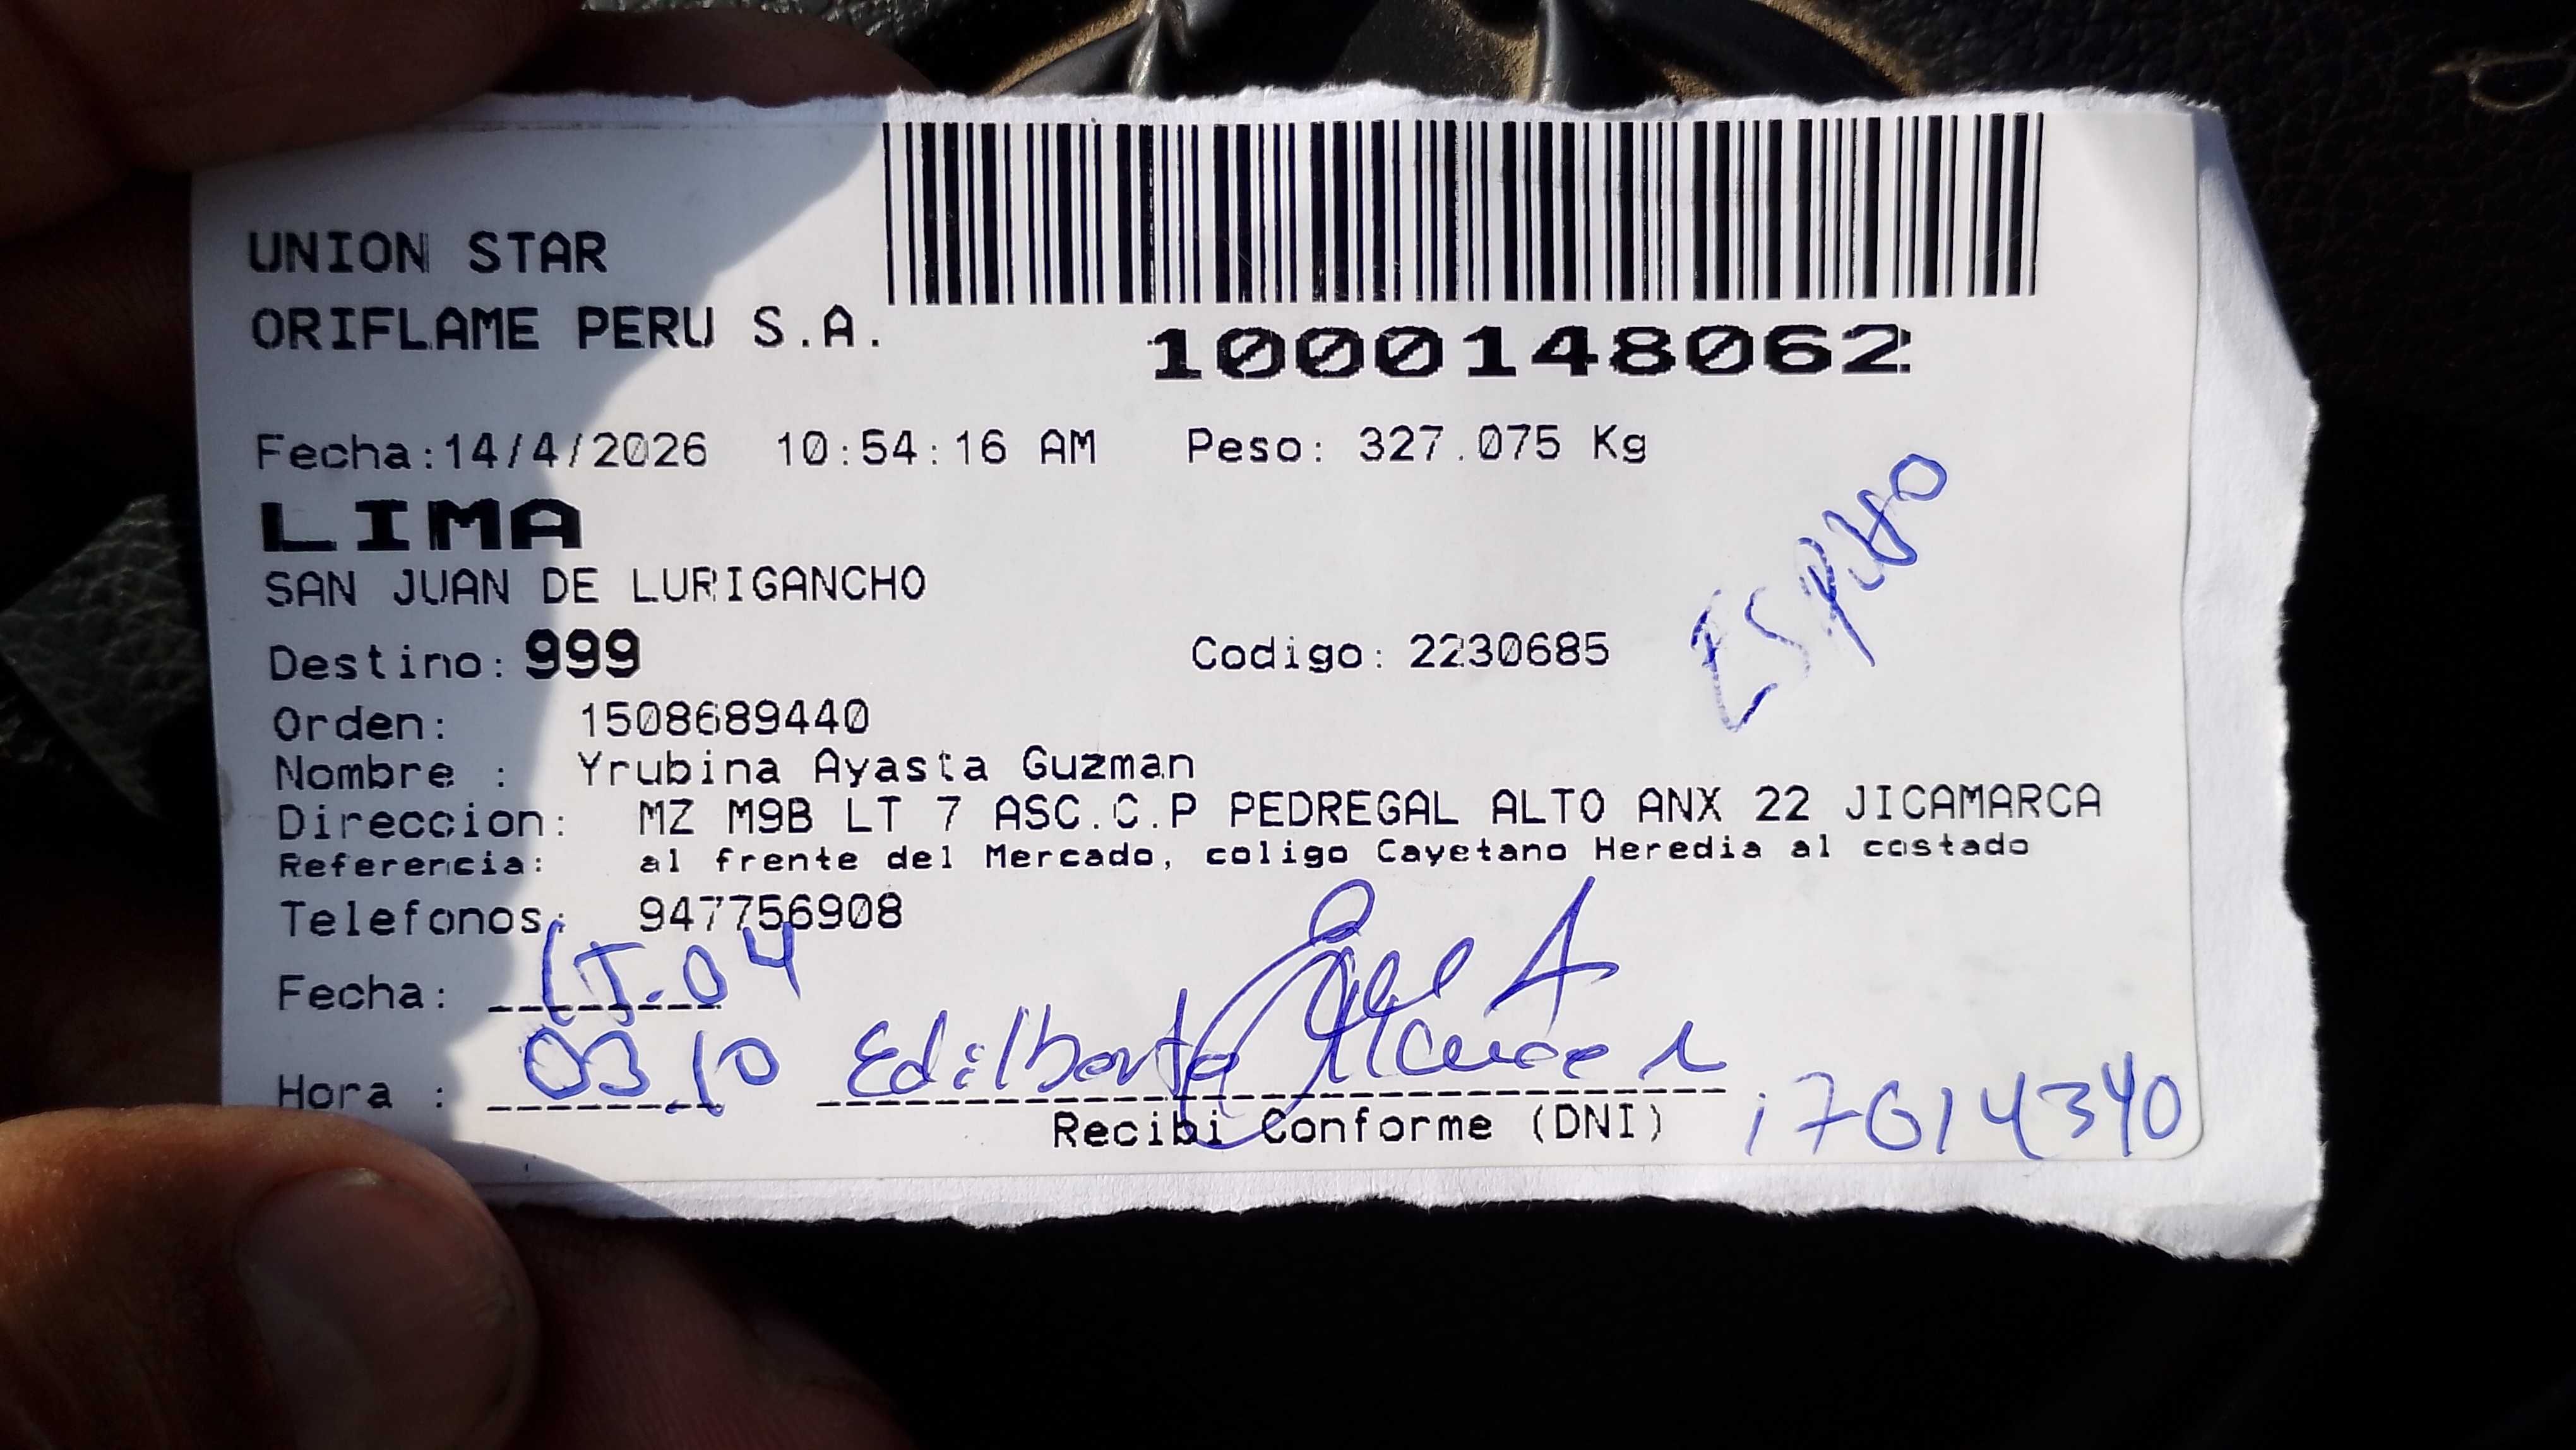 UNION STAR
ORIFLAME PERU S.A.
1000148062
Fecha:14/4/2026 10:54:16 AM Peso: 327.075 Kg
LIMA
SAN JUAN DE LURIGANCHO
Destino: 999 Codigo: 2230685
Orden: 1508689440
Nombre : Yrubina Ayasta Guzman
Direccion: MZ M9B LT 7 ASC.C.P PEDREGAL ALTO ANX 22 JICAMARCA
Referencia: al frente del Mercado, coligo Cayetano Heredia al costado
Telefonos: 947756908
Fecha: 15-04
Hora : 03 10 Edilberto
Recibi Conforme (DNI) 17614340